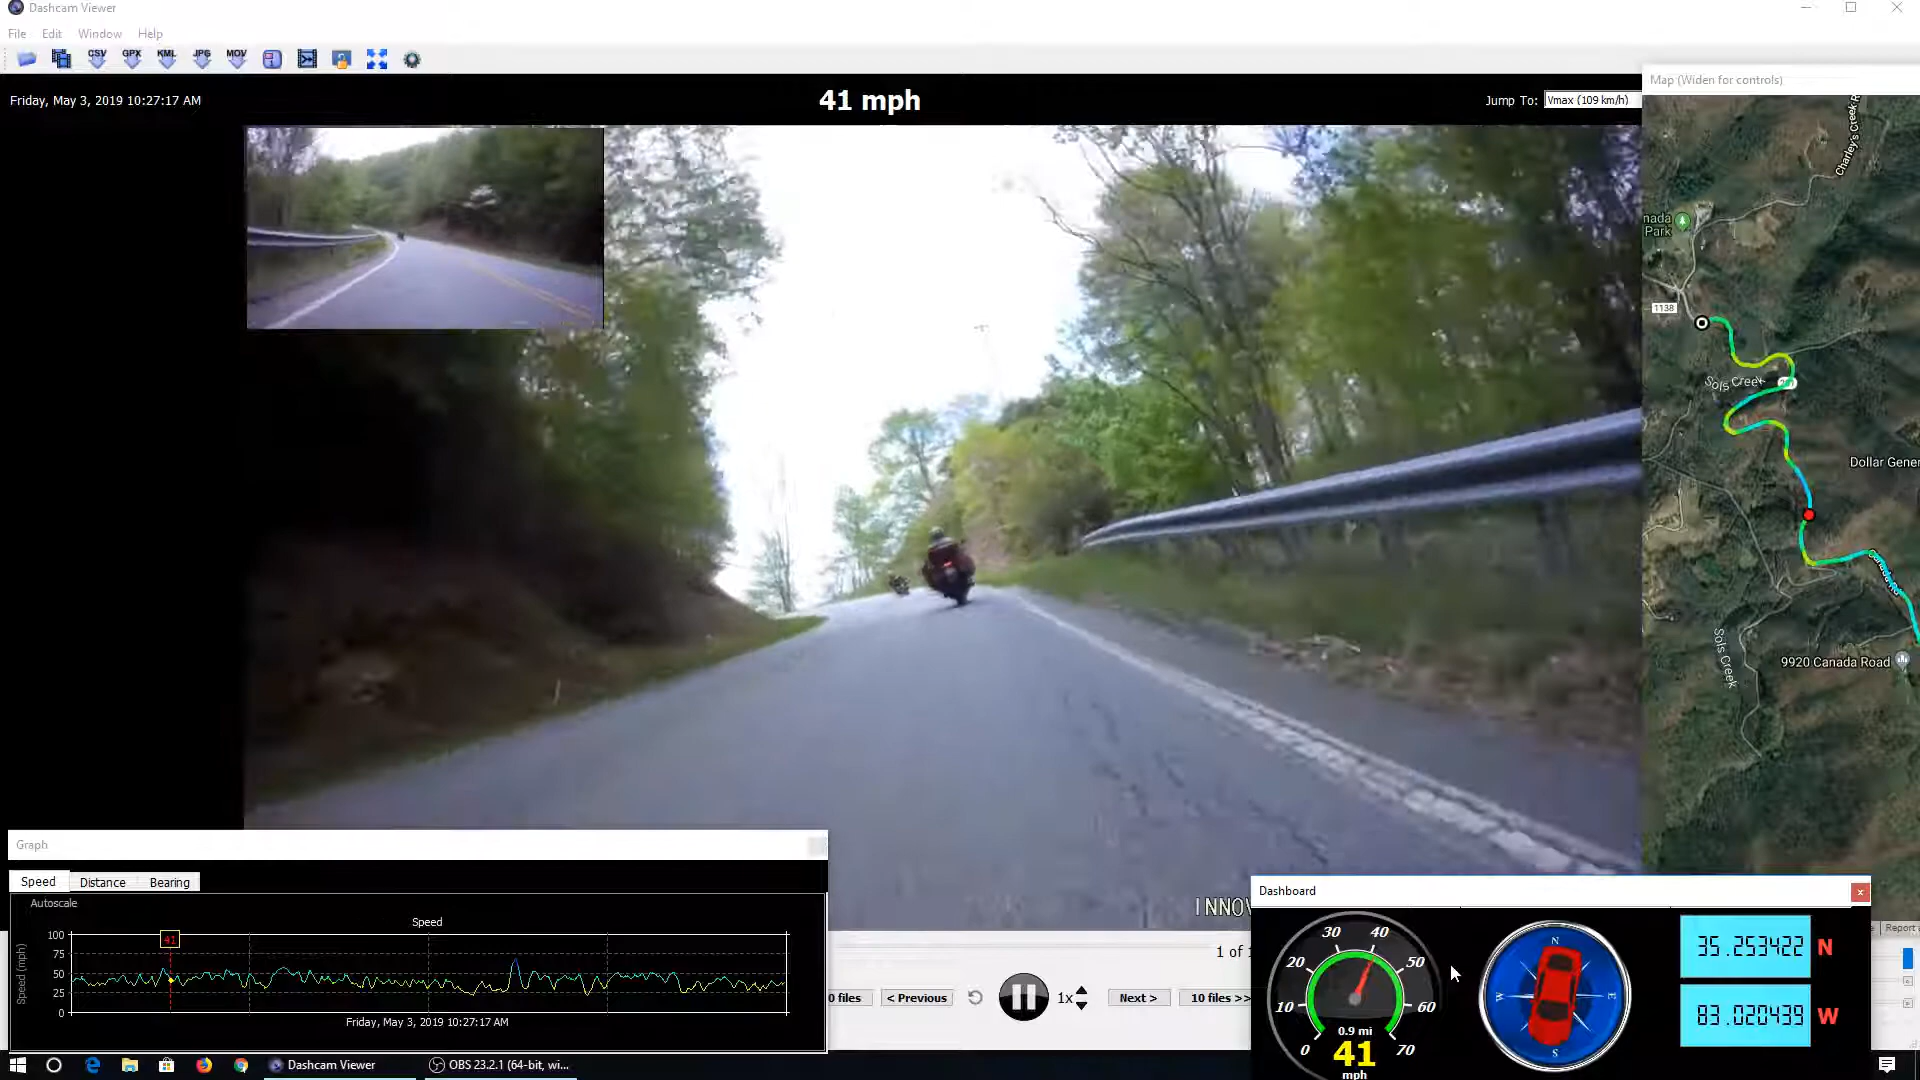 Dashcam Viewer
File Edit Window Help
CSV GPX KML JPG MOV
Friday, May 3, 2019 10:27:17 AM
41 mph
Jump To: Vmax (109 km/h)
Map (Widen for controls)
Charley's Creek R
nada
Park
1138
Sols Creek
Dollar Gener
Canada Rd
Sols Creek
9920 Canada Road
INNOV
Graph
Speed Distance Bearing
Autoscale
Speed
Speed (mph)
100
75
50
25
0
41
Friday, May 3, 2019 10:27:17 AM
1 of 1
0 files < Previous 1x Next > 10 files >>
Report a
Dashboard
0 10 20 30 40 50 60 70
0.9 mi
41
mph
N
E
S
W
35.253422 N
83.020439 W
Dashcam Viewer
OBS 23.2.1 (64-bit, wi...